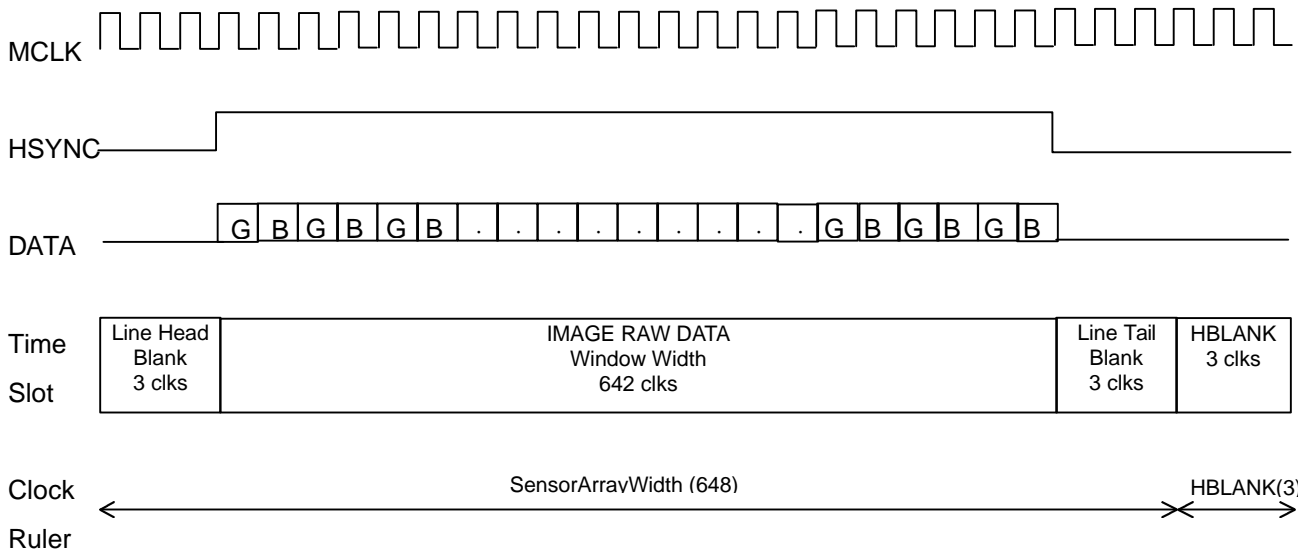 MCLK
HSYNC
DATA
G B G B G B . . . . . . . . . G B G B G B
Time
Slot
Line Head
Blank
3 clks
IMAGE RAW DATA
Window Width
642 clks
Line Tail
Blank
3 clks
HBLANK
3 clks
Clock
Ruler
SensorArrayWidth (648)
HBLANK(3)